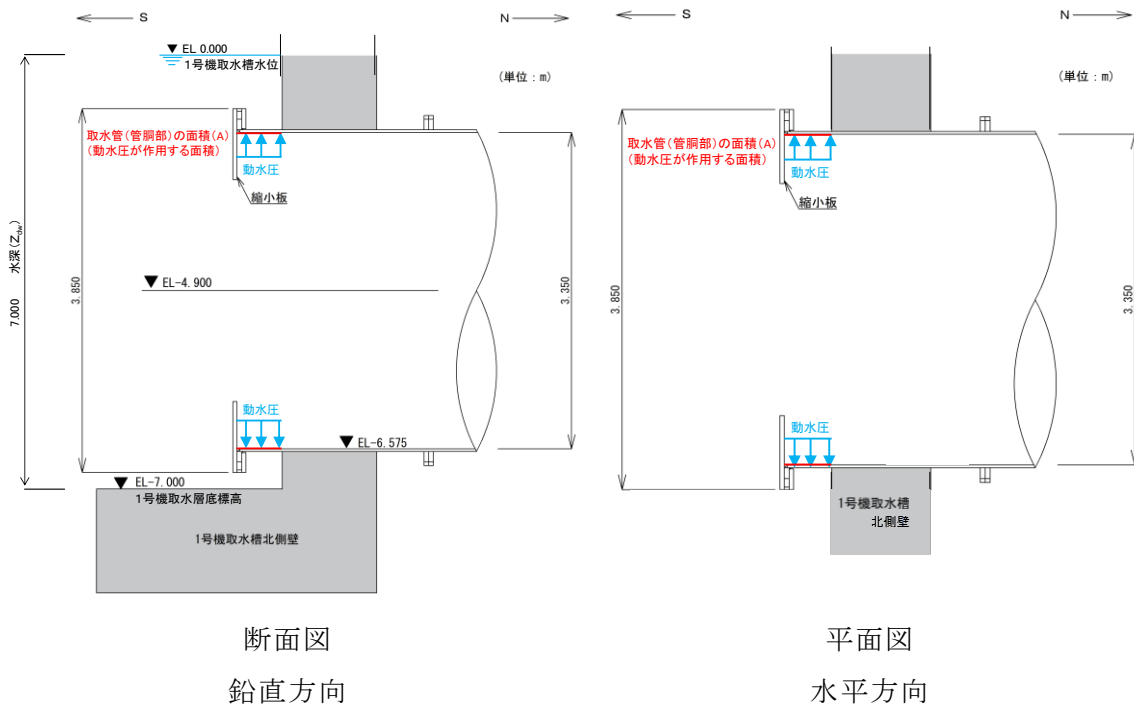 S
N
EL 0.000
1号機取水槽水位
(単位：m)
取水管(管胴部)の面積(A)
(動水圧が作用する面積)
動水圧
縮小板
7.000 水深(Zdw)
3.850
EL-4.900
3.350
動水圧
EL-6.575
EL-7.000
1号機取水層底標高
1号機取水槽北側壁
断面図
鉛直方向
S
N
(単位：m)
取水管(管胴部)の面積(A)
(動水圧が作用する面積)
動水圧
縮小板
3.850
3.350
動水圧
1号機取水槽
北側壁
平面図
水平方向